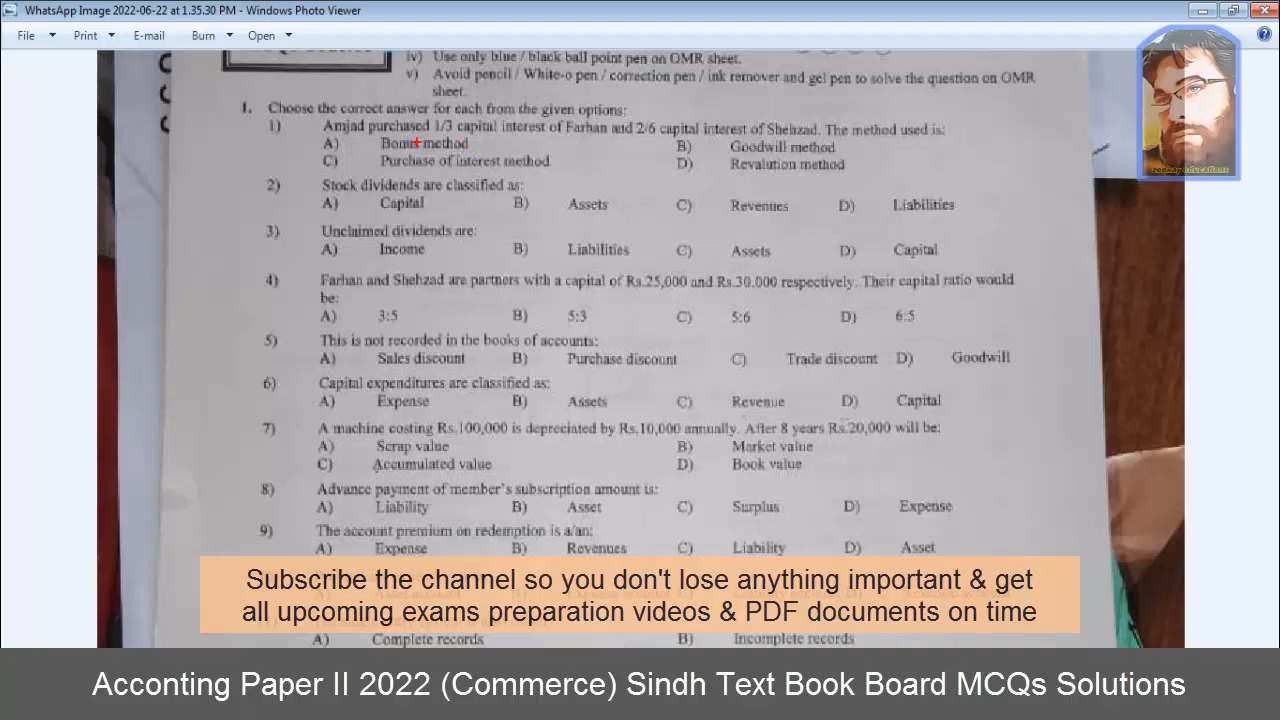 WhatsApp Image 2022-06-22 at 1.35.30 PM - Windows Photo Viewer
File Print E-mail Burn Open
iv) Use only blue / black ball point pen on OMR sheet.
v) Avoid pencil / White-o pen / correction pen / ink remover and gel pen to solve the question on OMR
sheet.
1. Choose the correct answer for each from the given options:
1) Amjad purchased 1/3 capital interest of Farhan and 2/6 capital interest of Shehzad. The method used is:
A) Bonus method B) Goodwill method
C) Purchase of interest method D) Revalution method
2) Stock dividends are classified as:
A) Capital B) Assets C) Revenues D) Liabilities
3) Unclaimed dividends are:
A) Income B) Liabilities C) Assets D) Capital
4) Farhan and Shehzad are partners with a capital of Rs.25,000 and Rs.30.000 respectively. Their capital ratio would
be:
A) 3:5 B) 5:3 C) 5:6 D) 6:5
5) This is not recorded in the books of accounts:
A) Sales discount B) Purchase discount C) Trade discount D) Goodwill
6) Capital expenditures are classified as:
A) Expense B) Assets C) Revenue D) Capital
7) A machine costing Rs.100,000 is depreciated by Rs.10,000 annually. After 8 years Rs.20,000 will be:
A) Scrap value B) Market value
C) Accumulated value D) Book value
8) Advance payment of member's subscription amount is:
A) Liability B) Asset C) Surplus D) Expense
9) The account premium on redemption is a/an:
A) Expense B) Revenues C) Liability D) Asset
Subscribe the channel so you don't lose anything important & get
all upcoming exams preparation videos & PDF documents on time
A) Complete records B) Incomplete records
Acconting Paper II 2022 (Commerce) Sindh Text Book Board MCQs Solutions